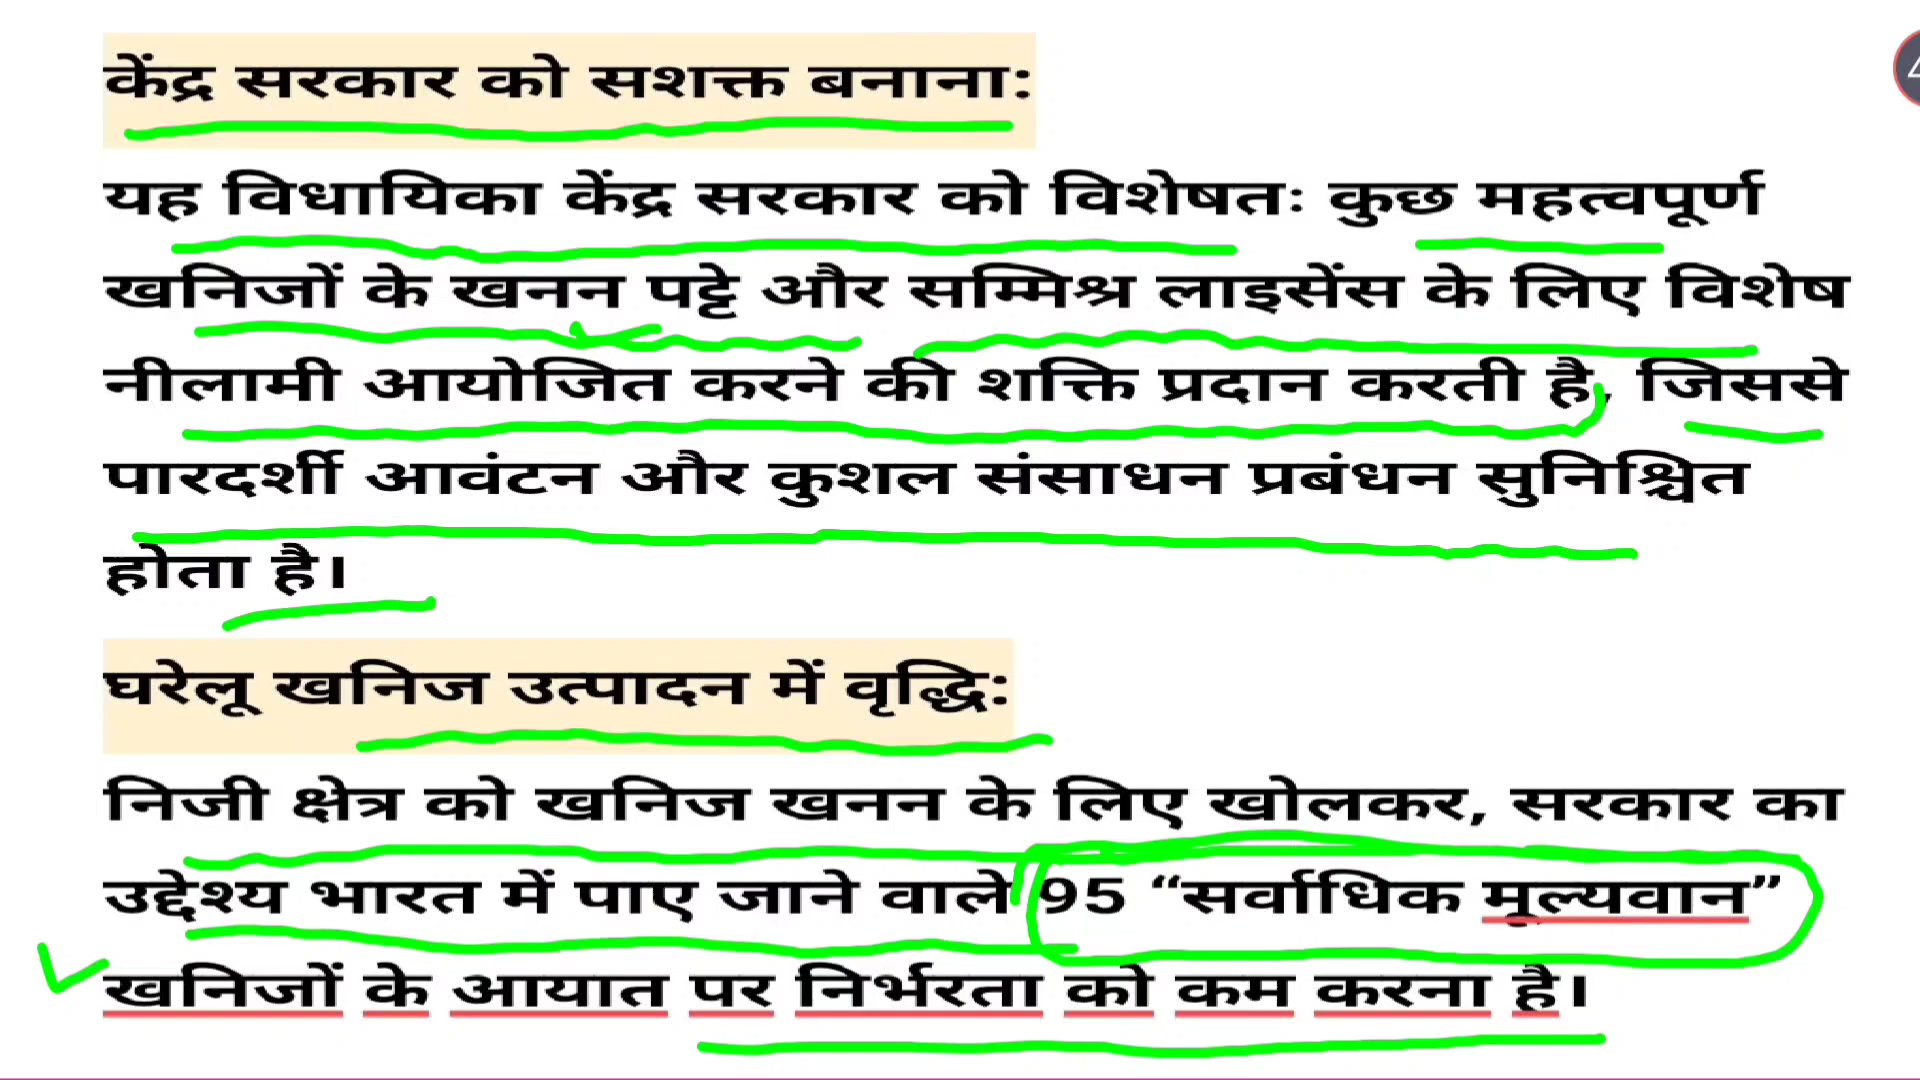 केंद्र सरकार को सशक्त बनाना:
यह विधायिका केंद्र सरकार को विशेषतः कुछ महत्वपूर्ण
खनिजों के खनन पट्टे और सम्मिश्र लाइसेंस के लिए विशेष
नीलामी आयोजित करने की शक्ति प्रदान करती है, जिससे
पारदर्शी आवंटन और कुशल संसाधन प्रबंधन सुनिश्चित
होता है।
घरेलू खनिज उत्पादन में वृद्धि:
निजी क्षेत्र को खनिज खनन के लिए खोलकर, सरकार का
उद्देश्य भारत में पाए जाने वाले 95 “सर्वाधिक मूल्यवान”
खनिजों के आयात पर निर्भरता को कम करना है।